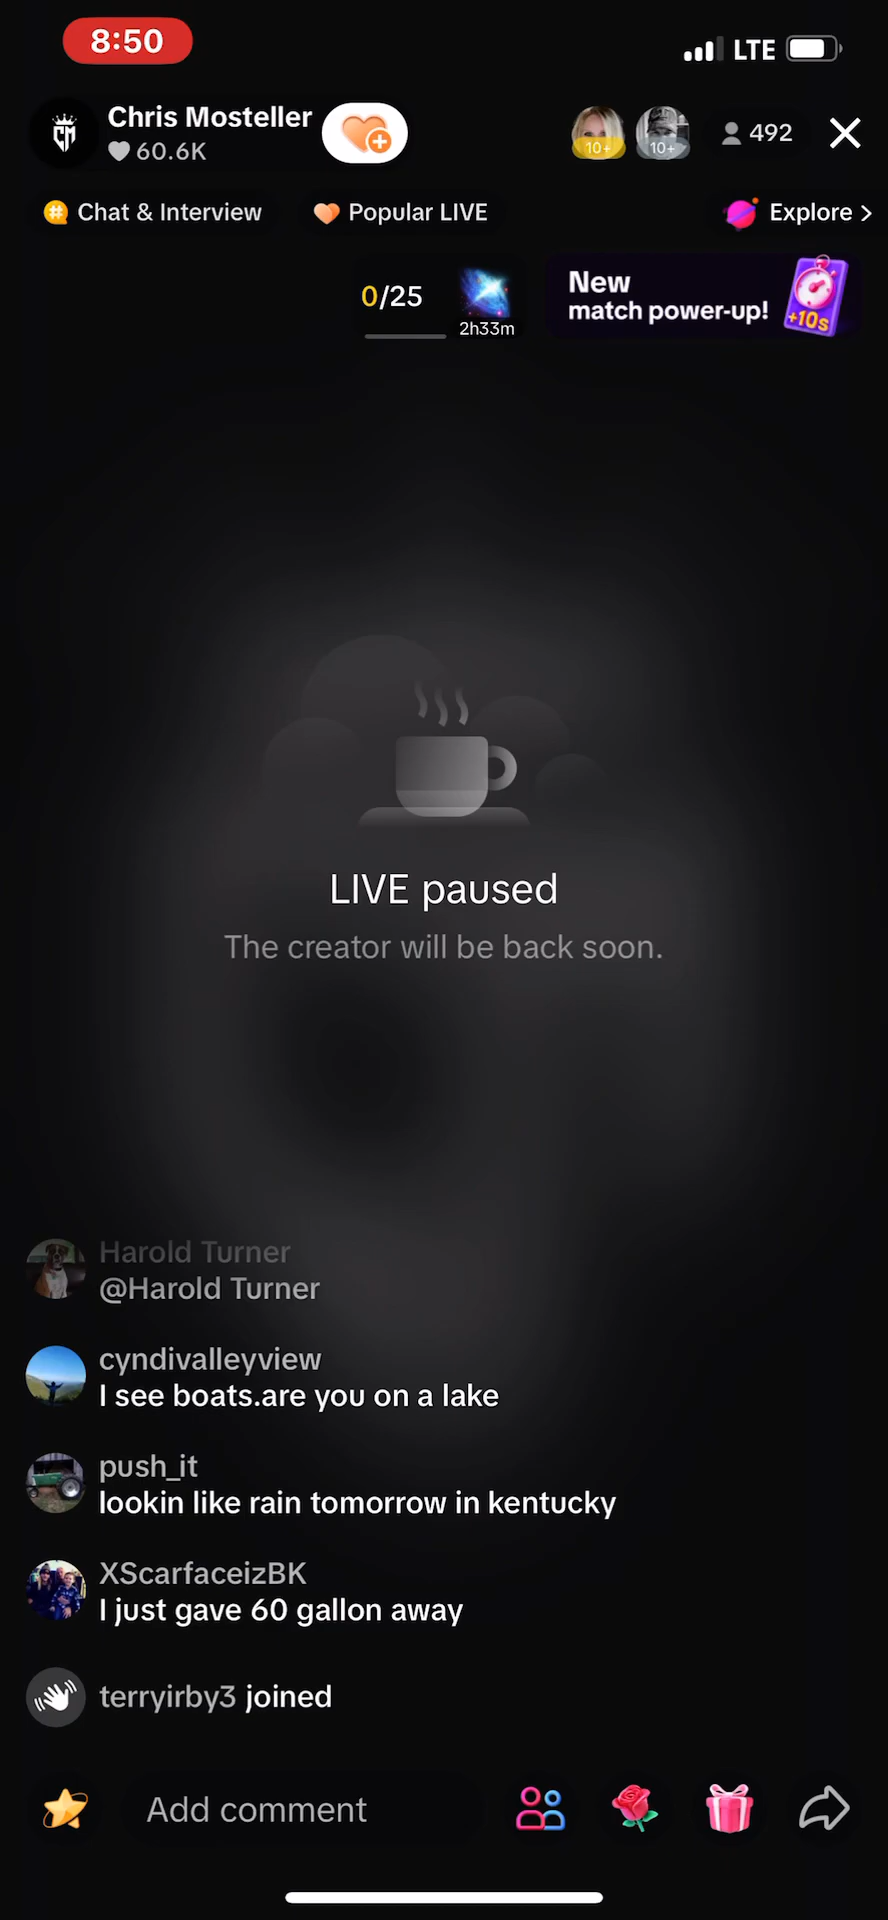 8:50
LTE
CM
Chris Mosteller
60.6K
10+
10+
492
Chat & Interview
Popular LIVE
Explore >
0/25
2h33m
New
match power-up!
+10s
LIVE paused
The creator will be back soon.
Harold Turner
@Harold Turner
cyndivalleyview
I see boats.are you on a lake
push_it
lookin like rain tomorrow in kentucky
XScarfaceizBK
I just gave 60 gallon away
terryirby3 joined
Add comment